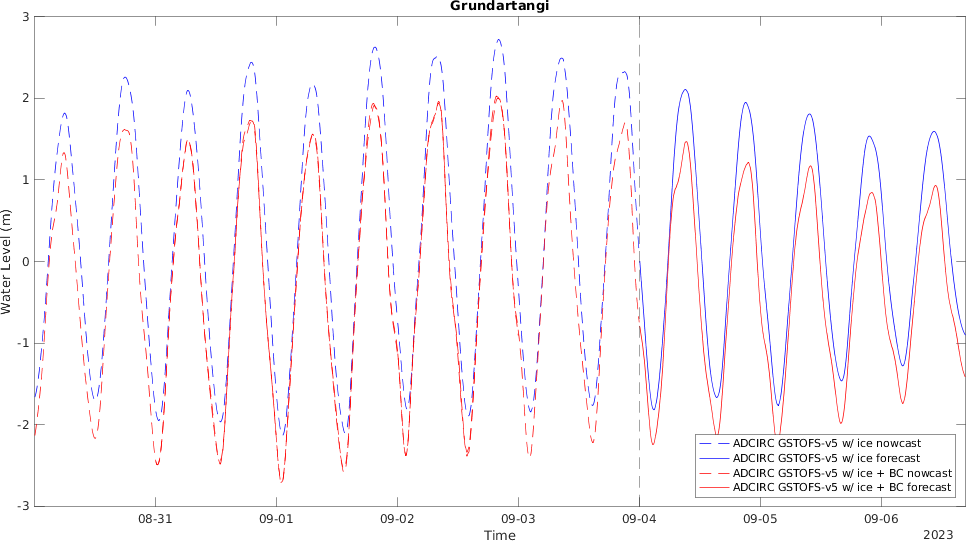 Grundartangi
3
2
1
0
-1
-2
-3
Water Level (m)
08-31
09-01
09-02
09-03
09-04
09-05
09-06
Time
2023
ADCIRC GSTOFS-v5 w/ ice nowcast
ADCIRC GSTOFS-v5 w/ ice forecast
ADCIRC GSTOFS-v5 w/ ice + BC nowcast
ADCIRC GSTOFS-v5 w/ ice + BC forecast